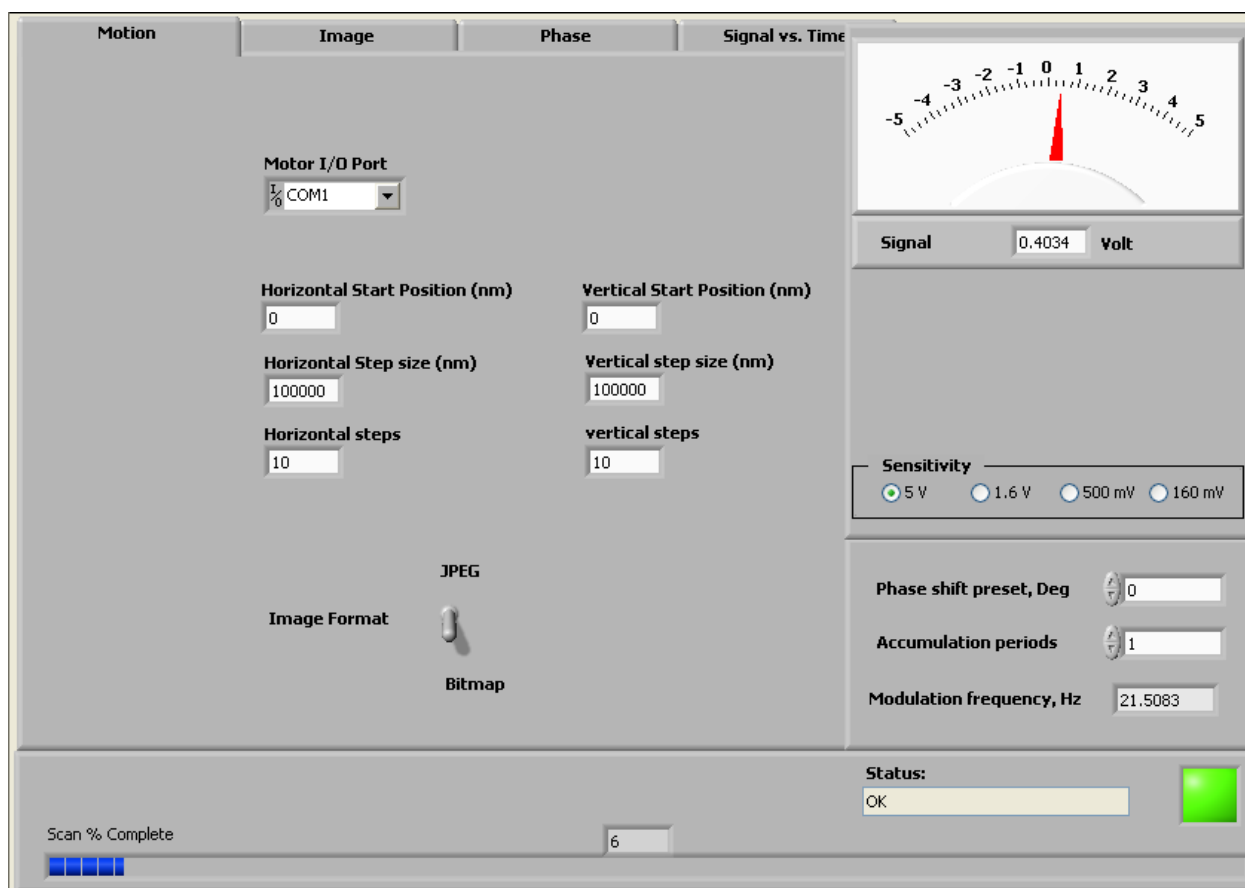 Motion
Image
Phase
Signal vs. Time
-5 -4 -3 -2 -1 0 1 2 3 4 5
Signal 0.4034 Volt
Motor I/O Port
I/O COM1
Horizontal Start Position (nm)
0
Vertical Start Position (nm)
0
Horizontal Step size (nm)
100000
Vertical step size (nm)
100000
Horizontal steps
10
vertical steps
10
Sensitivity
5 V 1.6 V 500 mV 160 mV
JPEG
Image Format
Bitmap
Phase shift preset, Deg 0
Accumulation periods 1
Modulation frequency, Hz 21.5083
Status:
OK
Scan % Complete
6